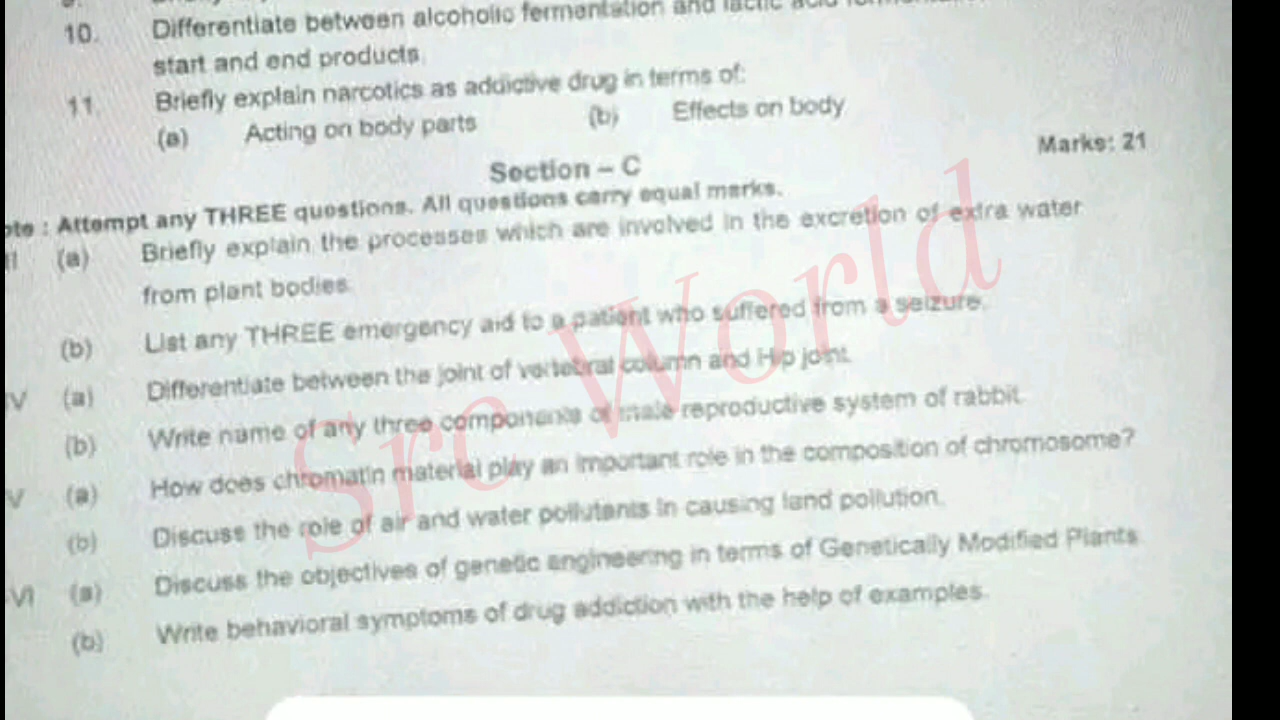 10. Differentiate between alcoholic fermentation and lactic acid
start and end products.
11. Briefly explain narcotics as addictive drug in terms of:
(a) Acting on body parts (b) Effects on body
Section – C Marks: 21
: Attempt any THREE questions. All questions carry equal marks.
(a) Briefly explain the processes which are involved in the excretion of extra water
from plant bodies.
(b) List any THREE emergency aid to a patient who suffered from a seizure.
V (a) Differentiate between the joint of vertebral column and Hip joint.
(b) Write name of any three components of male reproductive system of rabbit.
V (a) How does chromatin material play an important role in the composition of chromosome?
(b) Discuss the role of air and water pollutants in causing land pollution.
VI (a) Discuss the objectives of genetic engineering in terms of Genetically Modified Plants
(b) Write behavioral symptoms of drug addiction with the help of examples.
Src World